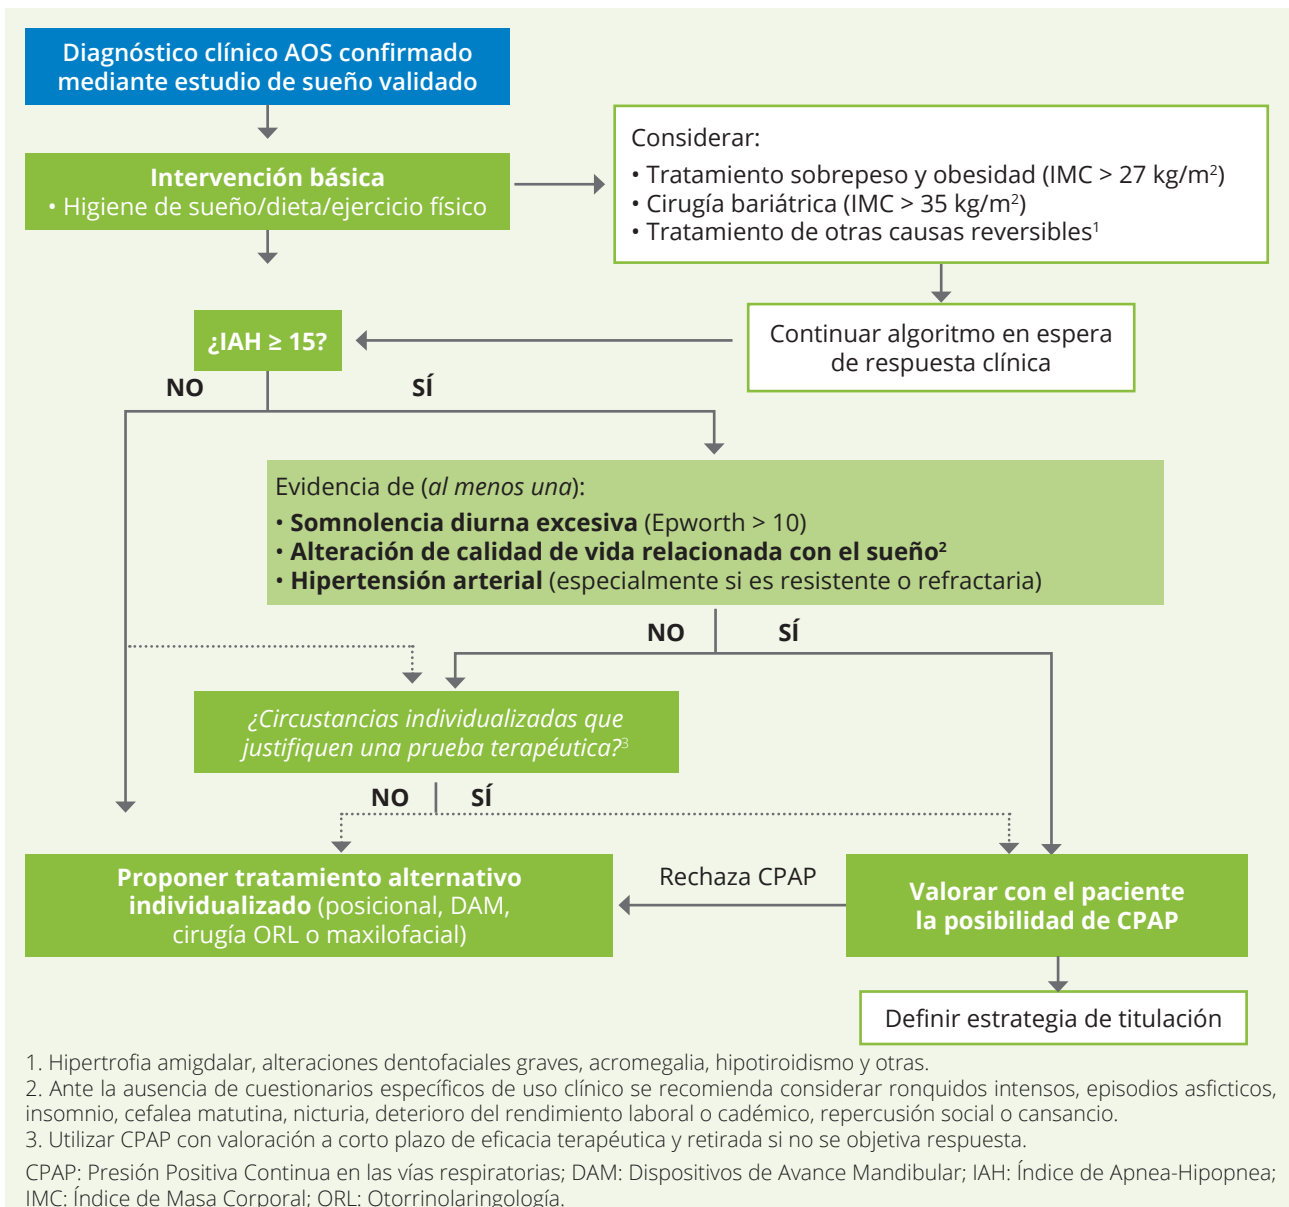 Diagnóstico clínico AOS confirmado
mediante estudio de sueño validado
Intervención básica
• Higiene de sueño/dieta/ejercicio físico
Considerar:
• Tratamiento sobrepeso y obesidad (IMC > 27 kg/m²)
• Cirugía bariátrica (IMC > 35 kg/m²)
• Tratamiento de otras causas reversibles¹
Continuar algoritmo en espera
de respuesta clínica
¿IAH ≥ 15?
NO
SÍ
Evidencia de (al menos una):
• Somnolencia diurna excesiva (Epworth > 10)
• Alteración de calidad de vida relacionada con el sueño²
• Hipertensión arterial (especialmente si es resistente o refractaria)
NO
SÍ
¿Circustancias individualizadas que
justifiquen una prueba terapéutica?³
NO
SÍ
Proponer tratamiento alternativo
individualizado (posicional, DAM,
cirugía ORL o maxilofacial)
Rechaza CPAP
Valorar con el paciente
la posibilidad de CPAP
Definir estrategia de titulación
1. Hipertrofia amigdalar, alteraciones dentofaciales graves, acromegalia, hipotiroidismo y otras.
2. Ante la ausencia de cuestionarios específicos de uso clínico se recomienda considerar ronquidos intensos, episodios asficticos,
insomnio, cefalea matutina, nicturia, deterioro del rendimiento laboral o cadémico, repercusión social o cansancio.
3. Utilizar CPAP con valoración a corto plazo de eficacia terapéutica y retirada si no se objetiva respuesta.
CPAP: Presión Positiva Continua en las vías respiratorias; DAM: Dispositivos de Avance Mandibular; IAH: Índice de Apnea-Hipopnea;
IMC: Índice de Masa Corporal; ORL: Otorrinolaringología.